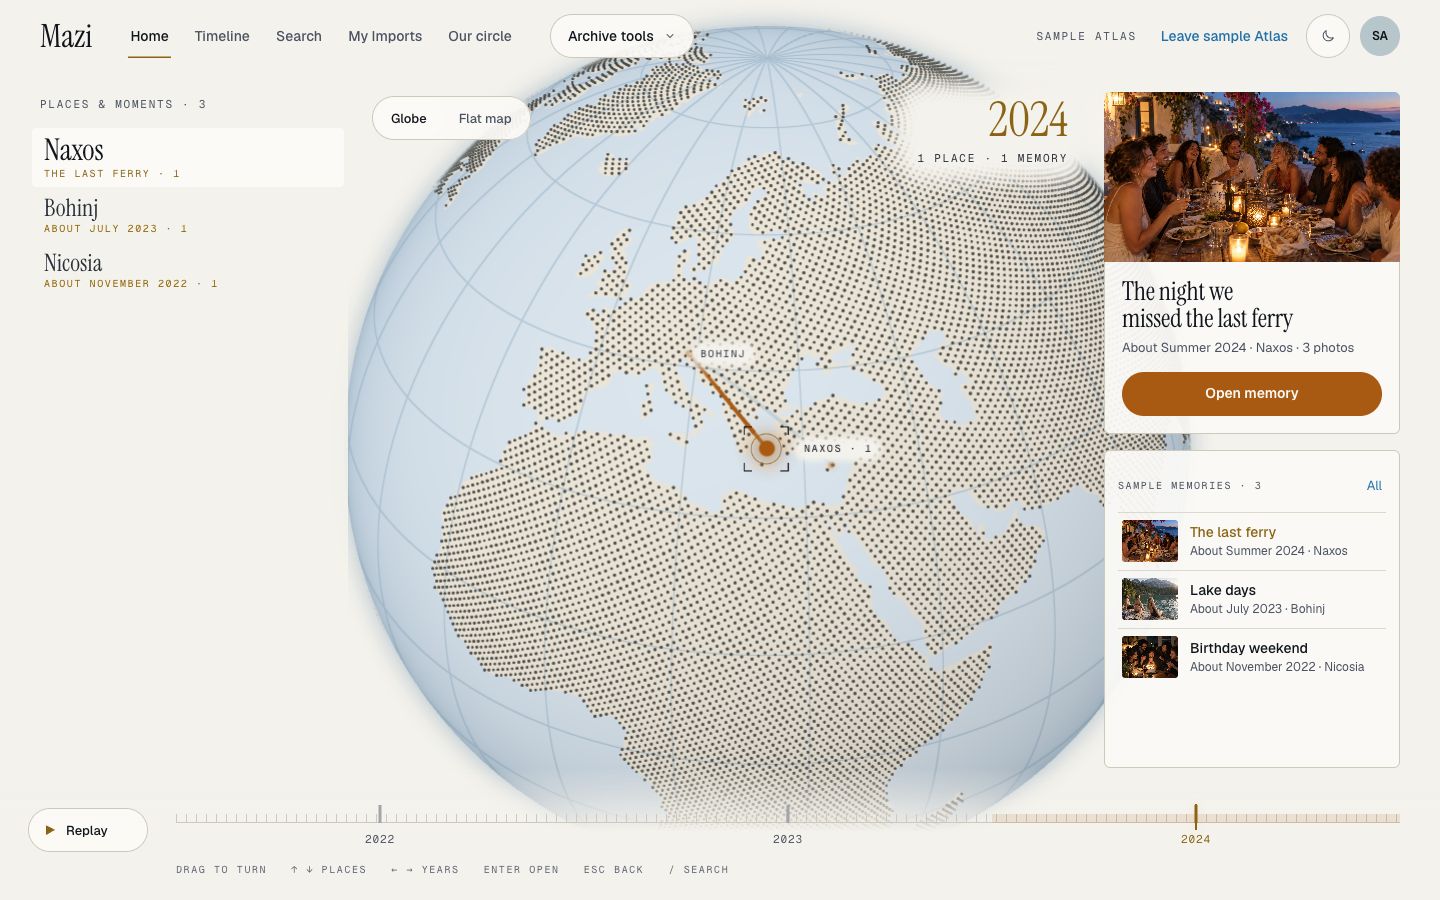 Mazi
Home
Timeline
Search
My Imports
Our circle
Archive tools
SAMPLE ATLAS
Leave sample Atlas
SA
PLACES & MOMENTS · 3
Naxos
THE LAST FERRY · 1
Bohinj
ABOUT JULY 2023 · 1
Nicosia
ABOUT NOVEMBER 2022 · 1
Globe
Flat map
2024
1 PLACE · 1 MEMORY
BOHINJ
NAXOS · 1
The night we
missed the last ferry
About Summer 2024 · Naxos · 3 photos
Open memory
SAMPLE MEMORIES · 3
All
The last ferry
About Summer 2024 · Naxos
Lake days
About July 2023 · Bohinj
Birthday weekend
About November 2022 · Nicosia
Replay
2022
2023
2024
DRAG TO TURN
↑ ↓ PLACES
← → YEARS
ENTER OPEN
ESC BACK
/ SEARCH